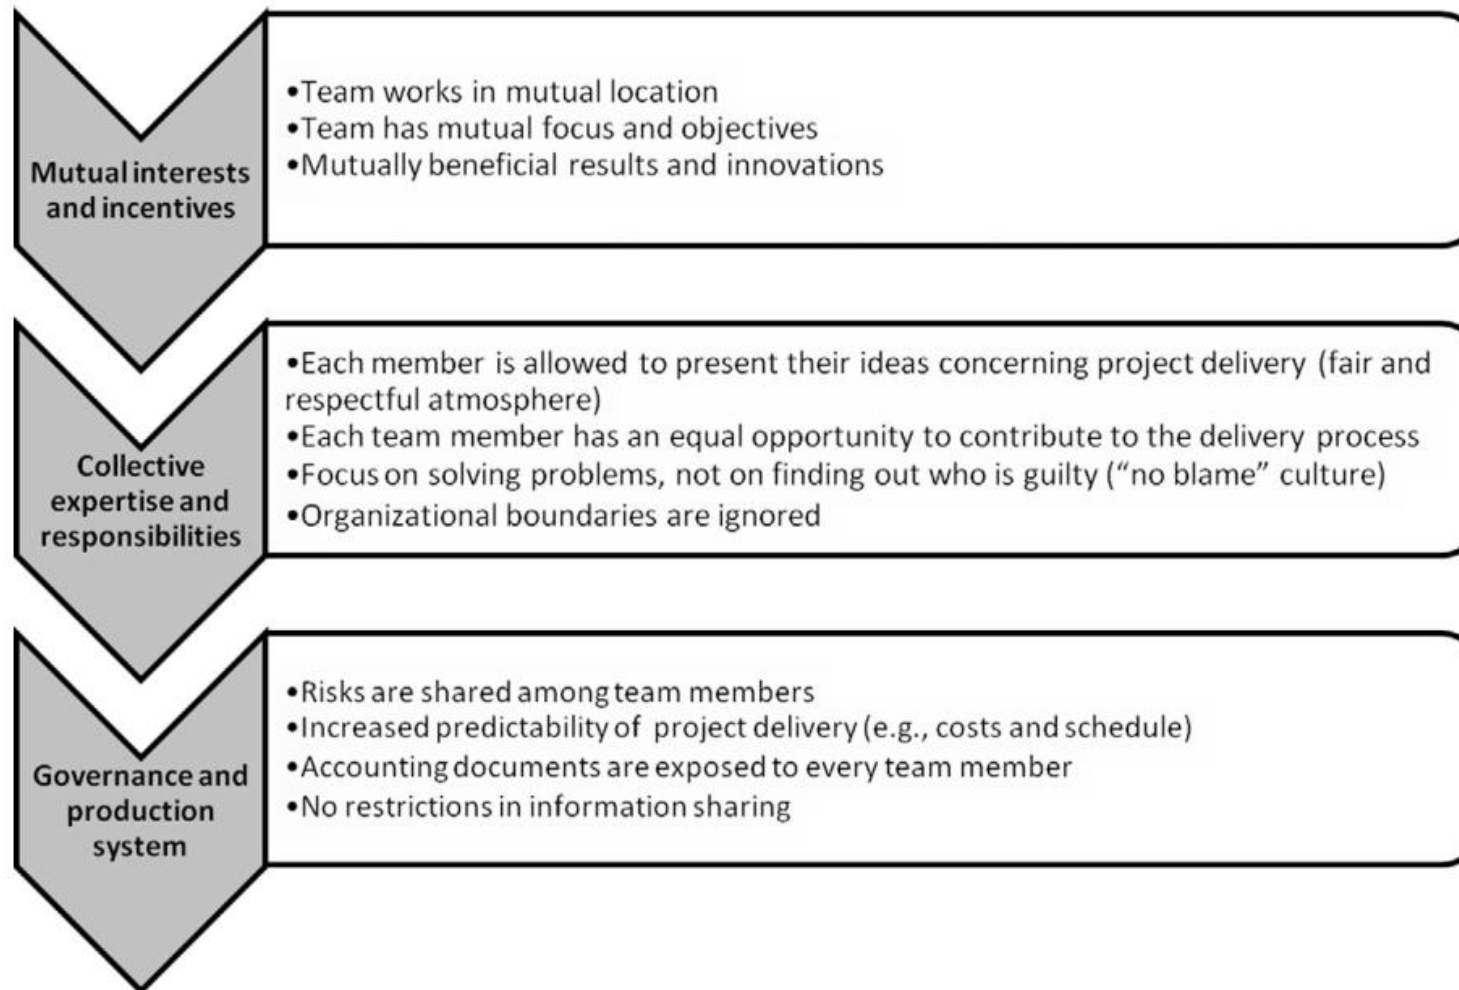 Mutual interests
and incentives
•Team works in mutual location
•Team has mutual focus and objectives
•Mutually beneficial results and innovations
Collective
expertise and
responsibilities
•Each member is allowed to present their ideas concerning project delivery (fair and
respectful atmosphere)
•Each team member has an equal opportunity to contribute to the delivery process
•Focus on solving problems, not on finding out who is guilty (“no blame” culture)
•Organizational boundaries are ignored
Governance and
production
system
•Risks are shared among team members
•Increased predictability of project delivery (e.g., costs and schedule)
•Accounting documents are exposed to every team member
•No restrictions in information sharing